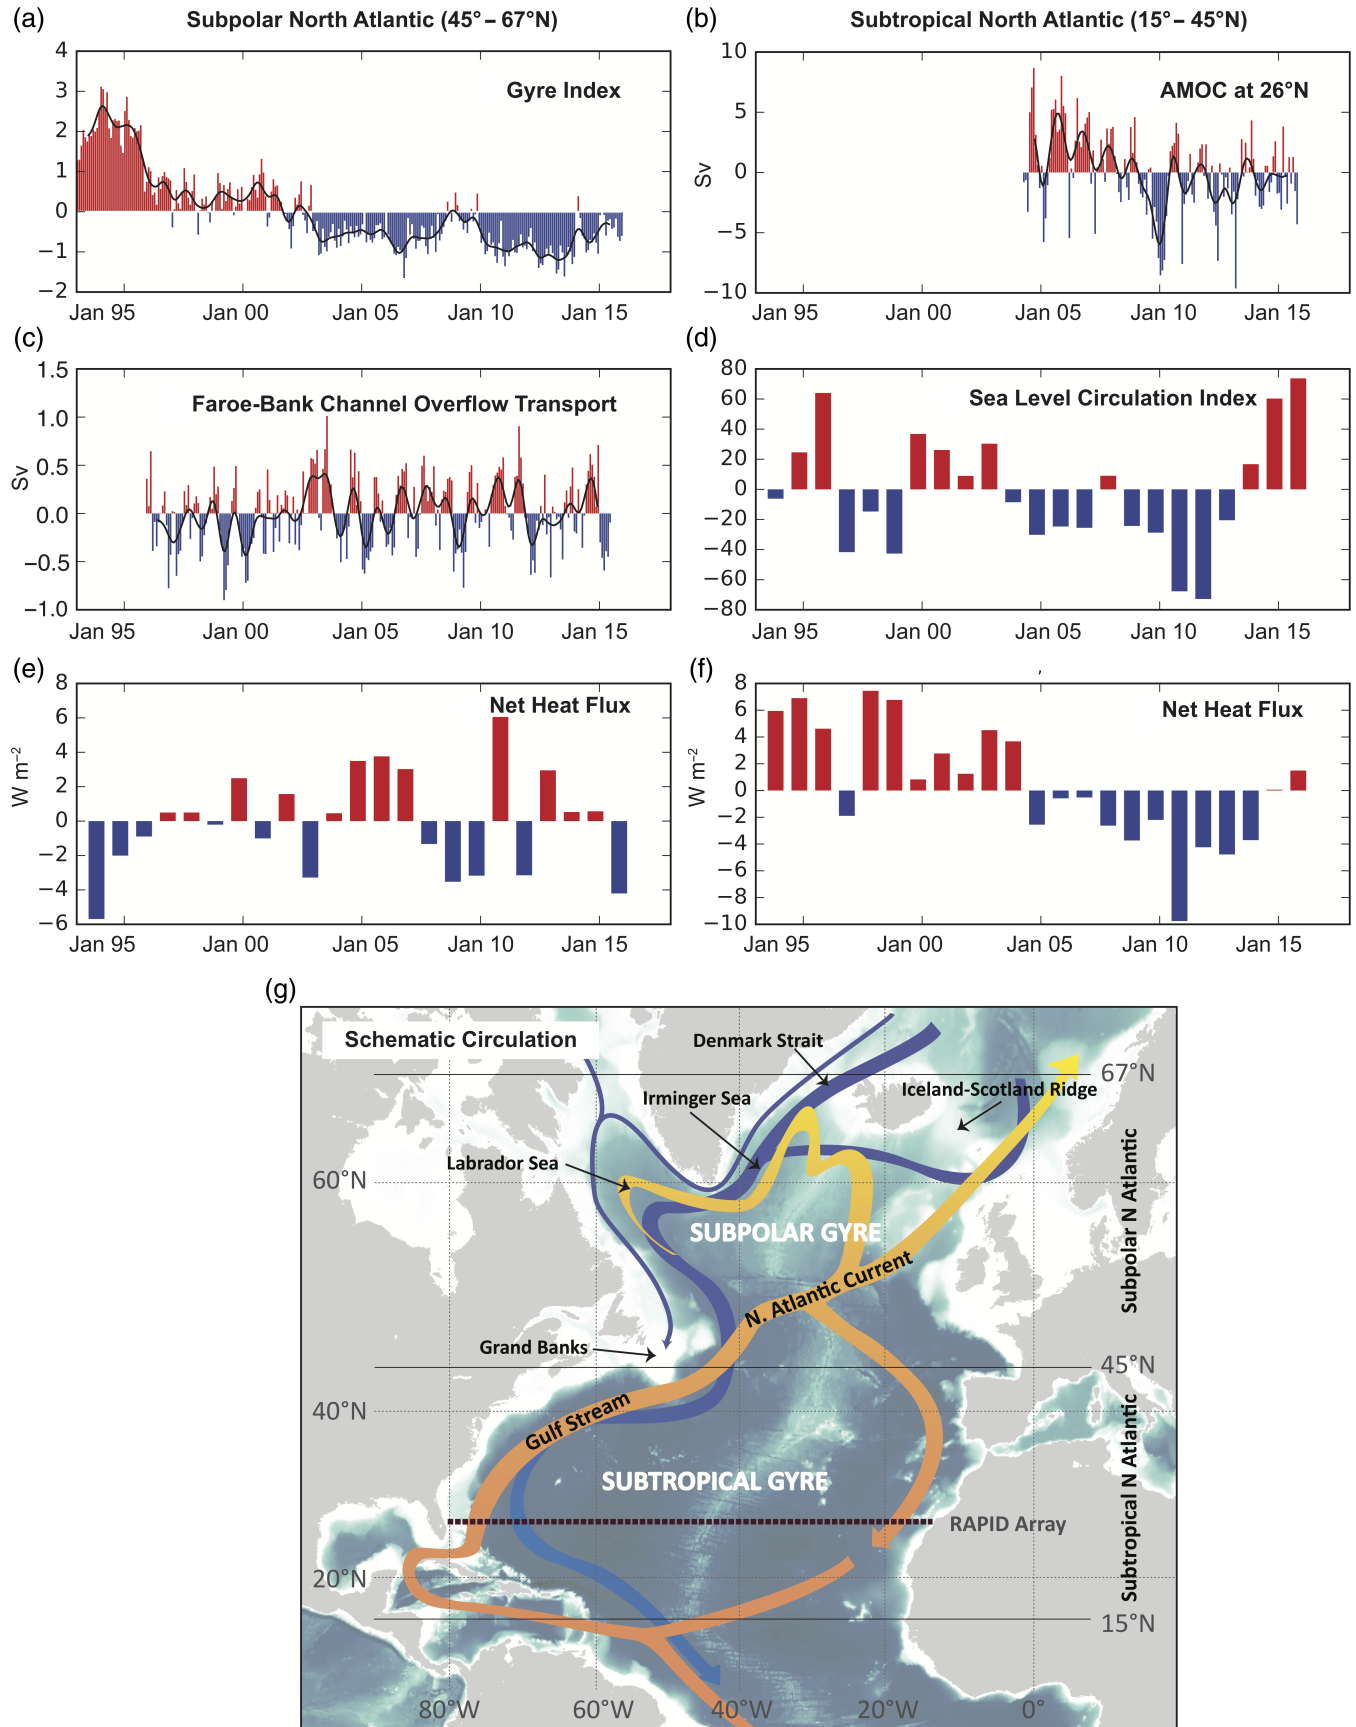 (a)
Subpolar North Atlantic (45° – 67°N)
(b)
Subtropical North Atlantic (15° – 45°N)
4
3
2
1
0
−1
−2
Gyre Index
Jan 95
Jan 00
Jan 05
Jan 10
Jan 15
Sv
10
5
0
−5
−10
AMOC at 26°N
Jan 95
Jan 00
Jan 05
Jan 10
Jan 15
(c)
Sv
1.5
1.0
0.5
0.0
−0.5
−1.0
Faroe-Bank Channel Overflow Transport
Jan 95
Jan 00
Jan 05
Jan 10
Jan 15
(d)
80
60
40
20
0
−20
−40
−60
−80
Sea Level Circulation Index
Jan 95
Jan 00
Jan 05
Jan 10
Jan 15
(e)
W m−2
8
6
4
2
0
−2
−4
−6
Net Heat Flux
Jan 95
Jan 00
Jan 05
Jan 10
Jan 15
(f)
,
W m−2
8
6
4
2
0
−2
−4
−6
−8
−10
Net Heat Flux
Jan 95
Jan 00
Jan 05
Jan 10
Jan 15
(g)
Schematic Circulation
Denmark Strait
67°N
Iceland-Scotland Ridge
Irminger Sea
Labrador Sea
60°N
Subpolar N Atlantic
SUBPOLAR GYRE
N. Atlantic Current
Grand Banks
45°N
40°N
Gulf Stream
SUBTROPICAL GYRE
Subtropical N Atlantic
RAPID Array
20°N
15°N
80°W
60°W
40°W
20°W
0°